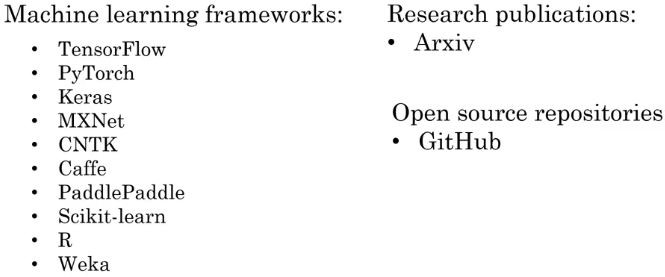 Machine learning frameworks:
• TensorFlow
• PyTorch
• Keras
• MXNet
• CNTK
• Caffe
• PaddlePaddle
• Scikit-learn
• R
• Weka
Research publications:
• Arxiv
Open source repositories
• GitHub